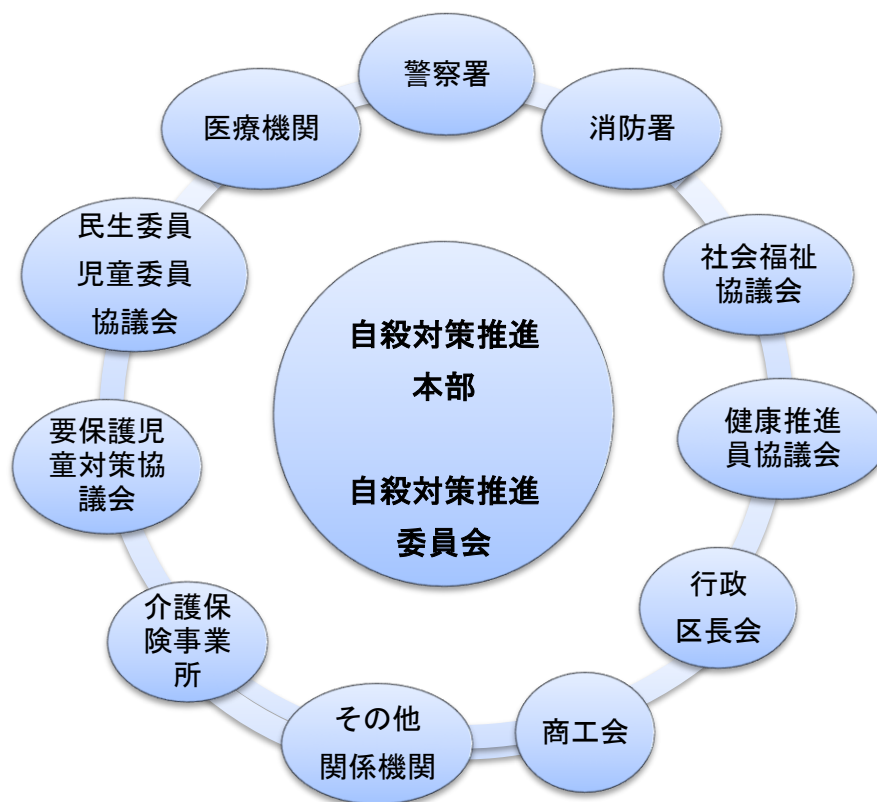 警察署
医療機関
消防署
民生委員
児童委員
協議会
社会福祉
協議会
自殺対策推進
本部
自殺対策推進
委員会
要保護児
童対策協
議会
健康推進
員協議会
行政
区長会
介護保
険事業
所
その他
関係機関
商工会